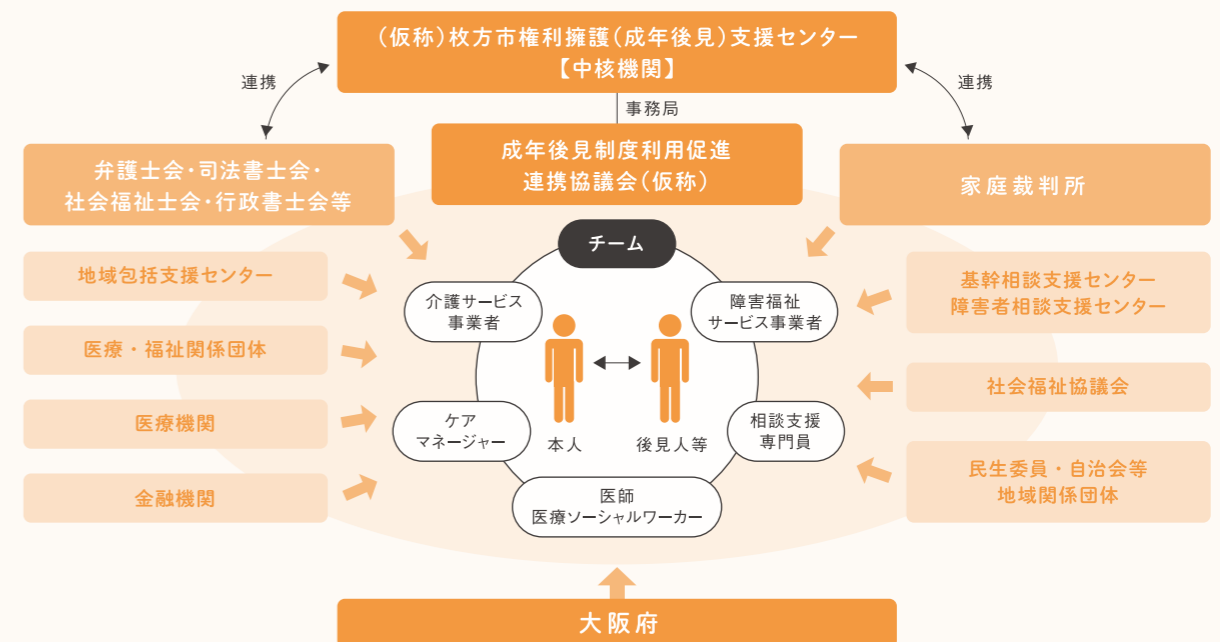 (仮称)枚方市権利擁護(成年後見)支援センター
【中核機関】
連携
連携
事務局
成年後見制度利用促進
連携協議会(仮称)
弁護士会・司法書士会・
社会福祉士会・行政書士会等
家庭裁判所
チーム
地域包括支援センター
医療・福祉関係団体
医療機関
金融機関
介護サービス
事業者
障害福祉
サービス事業者
ケア
マネージャー
本人
後見人等
相談支援
専門員
医師
医療ソーシャルワーカー
基幹相談支援センター
障害者相談支援センター
社会福祉協議会
民生委員・自治会等
地域関係団体
大阪府